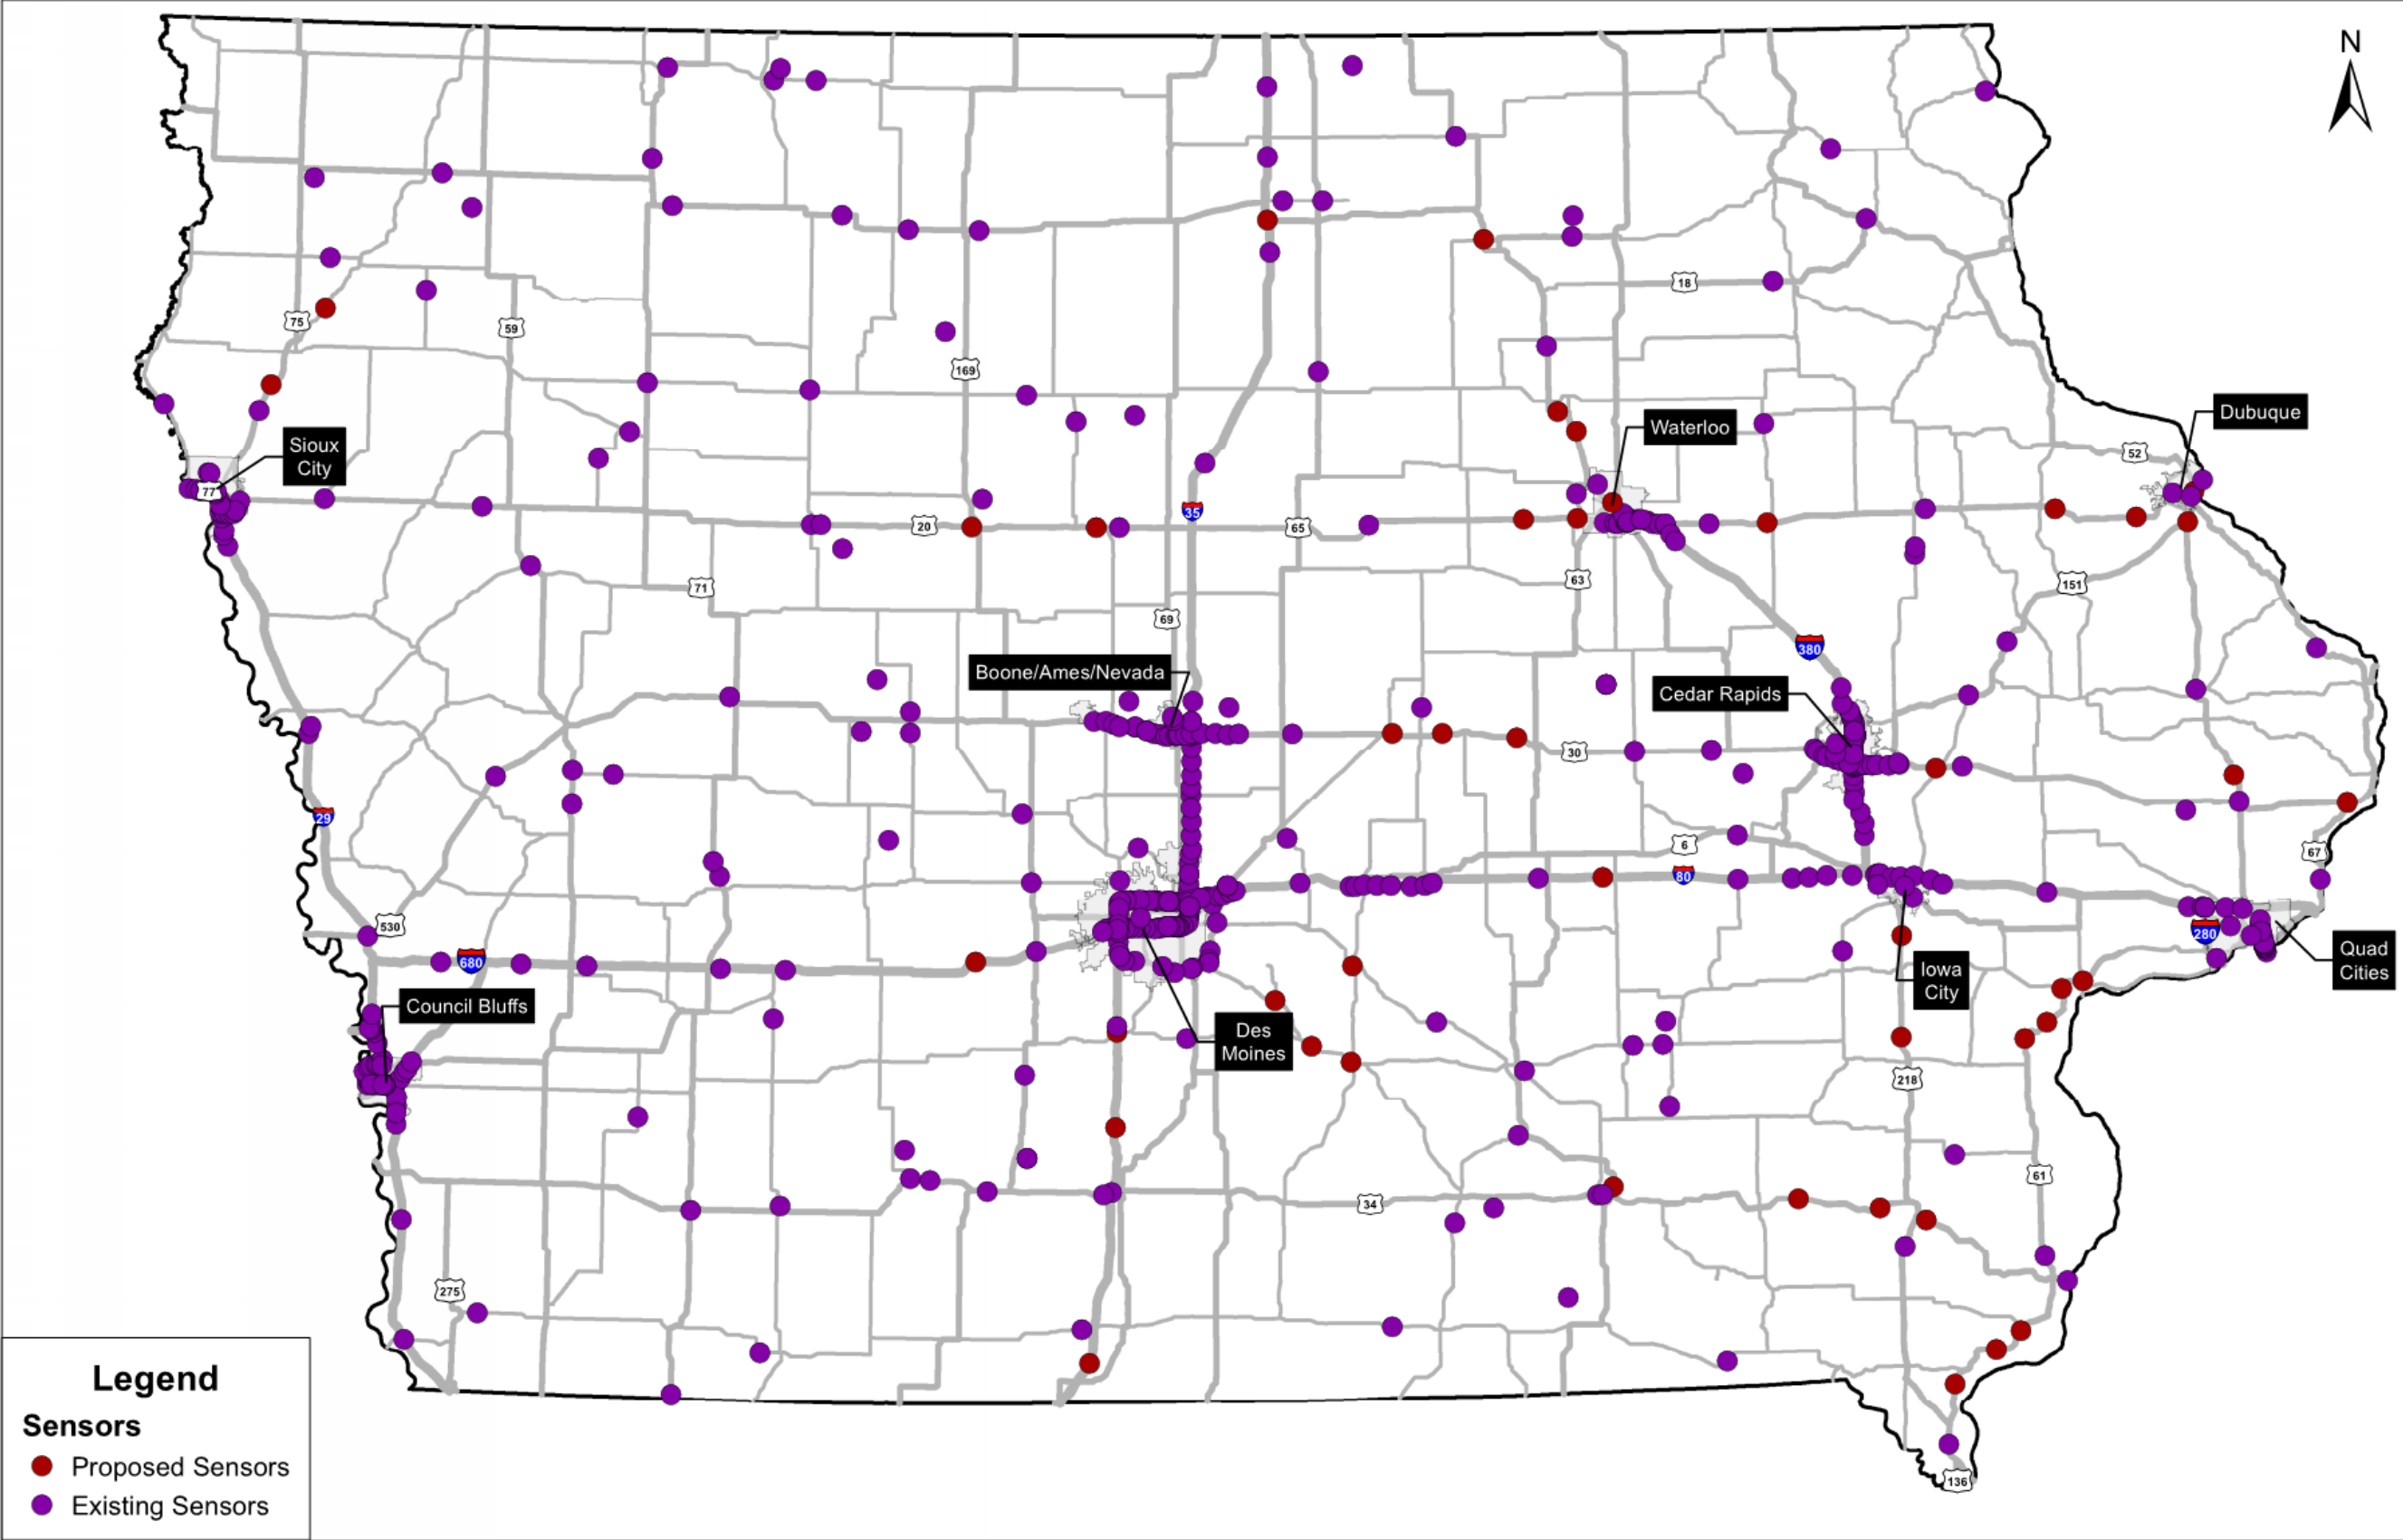 N
18
75
59
169
Dubuque
Waterloo
Sioux
City
52
77
35
20
65
63
151
71
69
380
Boone/Ames/Nevada
Cedar Rapids
30
29
6
67
80
530
280
680
Quad
Cities
Iowa
City
Council Bluffs
Des
Moines
218
61
34
275
136
Legend
Sensors
Proposed Sensors
Existing Sensors